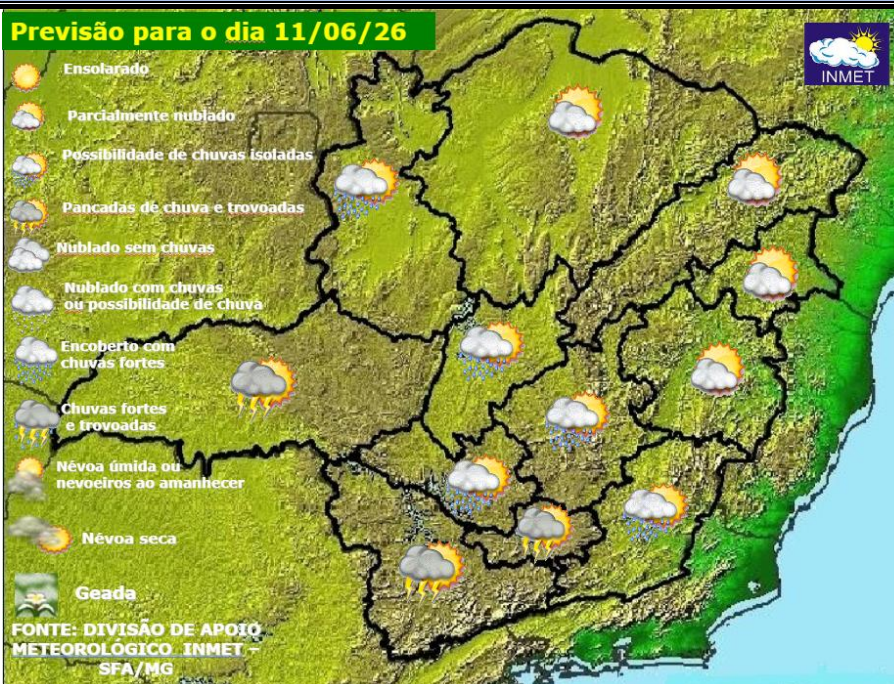 Previsão para o dia 11/06/26
INMET
Ensolarado
Parcialmente nublado
Possibilidade de chuvas isoladas
Pancadas de chuva e trovoadas
Nublado sem chuvas
Nublado com chuvas
ou possibilidade de chuva
Encoberto com
chuvas fortes
Chuvas fortes
e trovoadas
Névoa úmida ou
nevoeiros ao amanhecer
Névoa seca
Geada
FONTE: DIVISÃO DE APOIO
METEOROLÓGICO INMET –
SFA/MG